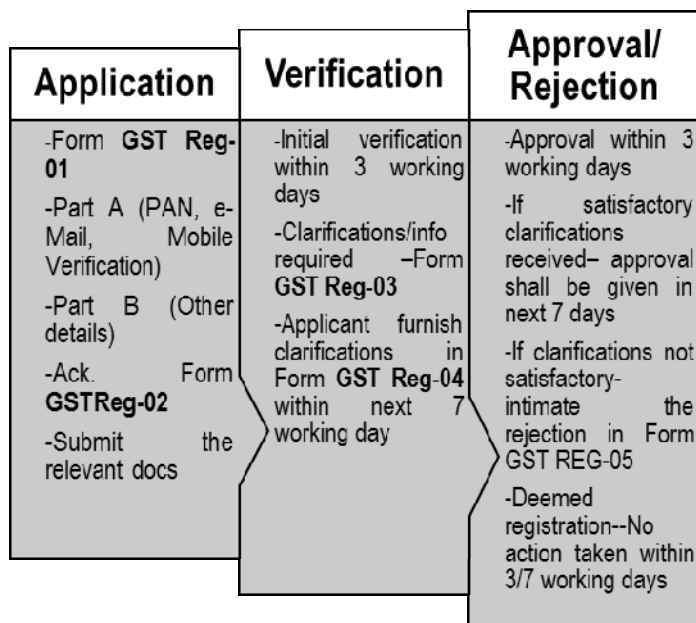 Application
-Form GST Reg-
01
-Part A (PAN, e-
Mail, Mobile
Verification)
-Part B (Other
details)
-Ack. Form
GSTReg-02
-Submit the
relevant docs
Verification
-Initial verification
within 3 working
days
-Clarifications/info
required –Form
GST Reg-03
-Applicant furnish
clarifications in
Form GST Reg-04
within next 7
working day
Approval/
Rejection
-Approval within 3
working days
-If satisfactory
clarifications
received– approval
shall be given in
next 7 days
-If clarifications not
satisfactory-
intimate the
rejection in Form
GST REG-05
-Deemed
registration--No
action taken within
3/7 working days